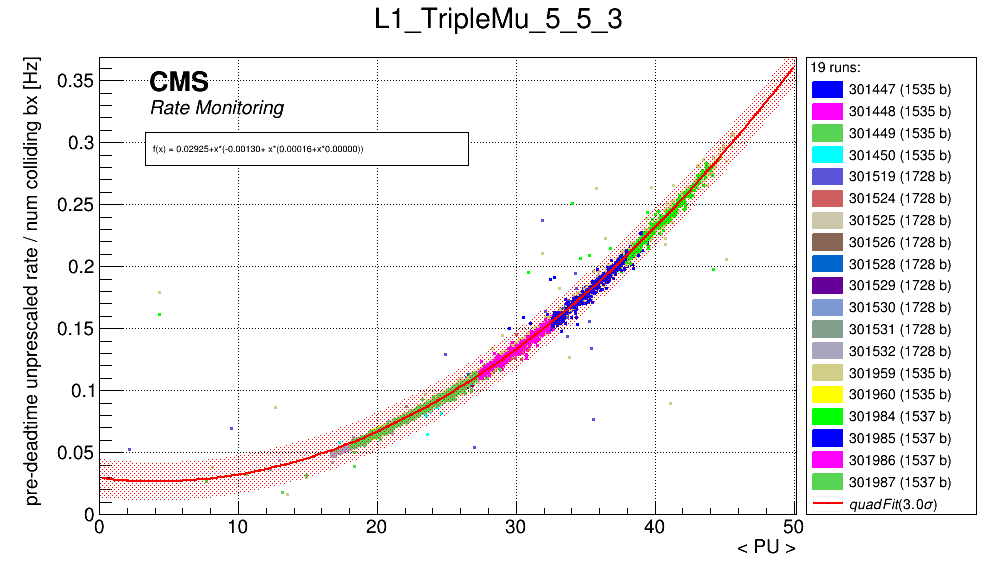 L1_TripleMu_5_5_3
pre-deadtime unprescaled rate / num colliding bx [Hz]
0.35
0.3
0.25
0.2
0.15
0.1
0.05
0
CMS
Rate Monitoring
f(x) = 0.02925+x*(-0.00130+ x*(0.00016+x*0.00000))
0 10 20 30 40 50
< PU >
19 runs:
301447 (1535 b)
301448 (1535 b)
301449 (1535 b)
301450 (1535 b)
301519 (1728 b)
301524 (1728 b)
301525 (1728 b)
301526 (1728 b)
301528 (1728 b)
301529 (1728 b)
301530 (1728 b)
301531 (1728 b)
301532 (1728 b)
301959 (1535 b)
301960 (1535 b)
301984 (1537 b)
301985 (1537 b)
301986 (1537 b)
301987 (1537 b)
quadFit(3.0σ)